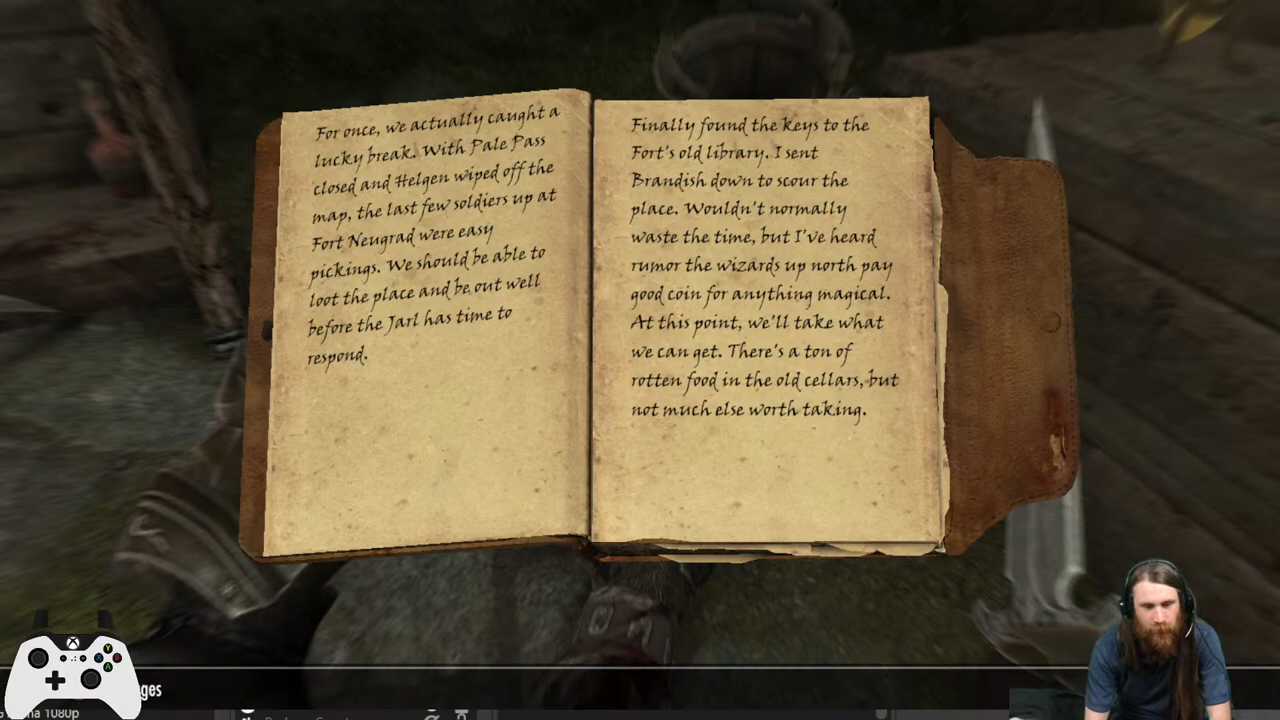 For once, we actually caught a
lucky break. With Pale Pass
closed and Helgen wiped off the
map, the last few soldiers up at
Fort Neugrad were easy
pickings. We should be able to
loot the place and be out well
before the Jarl has time to
respond.
Finally found the keys to the
Fort's old library. I sent
Brandish down to scour the
place. Wouldn't normally
waste the time, but I've heard
rumor the wizards up north pay
good coin for anything magical.
At this point, we'll take what
we can get. There's a ton of
rotten food in the old cellars, but
not much else worth taking.
ges
1080p